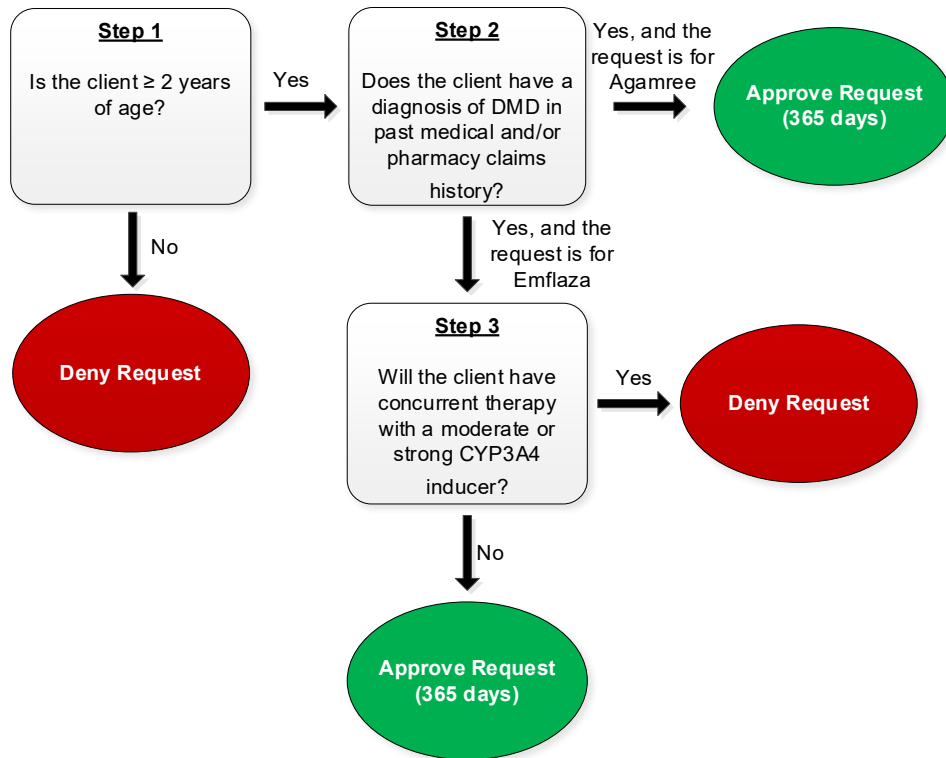 Step 1
Is the client ≥ 2 years
of age?
Yes
Step 2
Does the client have a
diagnosis of DMD in
past medical and/or
pharmacy claims
history?
Yes, and the
request is for
Agamree
Approve Request
(365 days)
No
Deny Request
Yes, and the
request is for
Emflaza
Step 3
Will the client have
concurrent therapy
with a moderate or
strong CYP3A4
inducer?
Yes
Deny Request
No
Approve Request
(365 days)